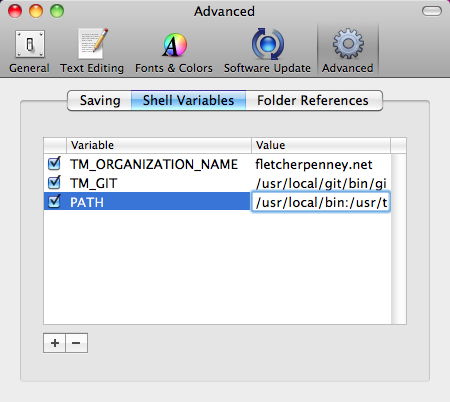 Advanced
General Text Editing Fonts & Colors Software Update Advanced
Saving Shell Variables Folder References
Variable Value
TM_ORGANIZATION_NAME fletcherpenney.net
TM_GIT /usr/local/git/bin/gi
PATH /usr/local/bin:/usr/t